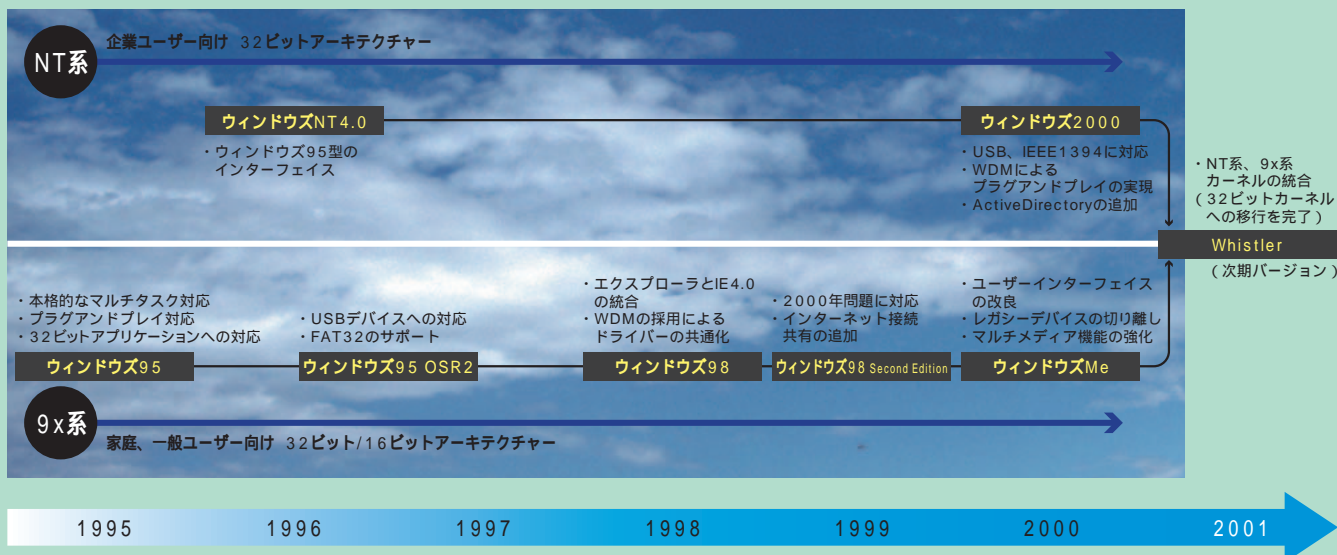 NT系
企業ユーザー向け 32ビットアーキテクチャー
ウィンドウズNT4.0
・ウィンドウズ95型の
インターフェイス
ウィンドウズ2000
・USB、IEEE1394に対応
・WDMによる
プラグアンドプレイの実現
・ActiveDirectoryの追加
・NT系、9x系
カーネルの統合
(32ビットカーネル
への移行を完了)
Whistler
(次期バージョン)
・本格的なマルチタスク対応
・プラグアンドプレイ対応
・32ビットアプリケーションへの対応
ウィンドウズ95
・USBデバイスへの対応
・FAT32のサポート
ウィンドウズ95 OSR2
・エクスプローラとIE4.0
の統合
・WDMの採用による
ドライバーの共通化
ウィンドウズ98
・2000年問題に対応
・インターネット接続
共有の追加
ウィンドウズ98 Second Edition
・ユーザーインターフェイス
の改良
・レガシーデバイスの切り離し
・マルチメディア機能の強化
ウィンドウズMe
9x系
家庭、一般ユーザー向け 32ビット/16ビットアーキテクチャー
1995 1996 1997 1998 1999 2000 2001